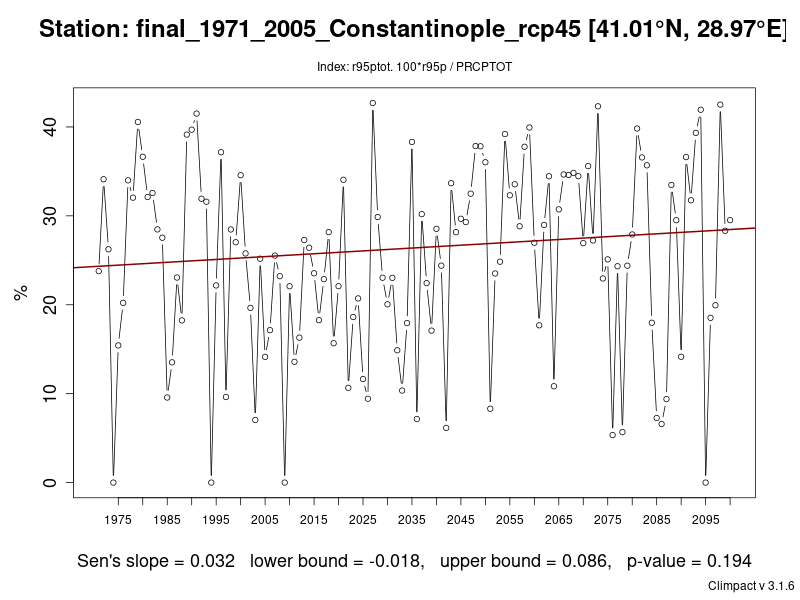 Station: final_1971_2005_Constantinople_rcp45 [41.01°N, 28.97°E]
Index: r95ptot. 100*r95p / PRCPTOT
%
40
30
20
10
0
1975 1985 1995 2005 2015 2025 2035 2045 2055 2065 2075 2085 2095
Sen's slope = 0.032 lower bound = -0.018, upper bound = 0.086, p-value = 0.194
Climpact v 3.1.6